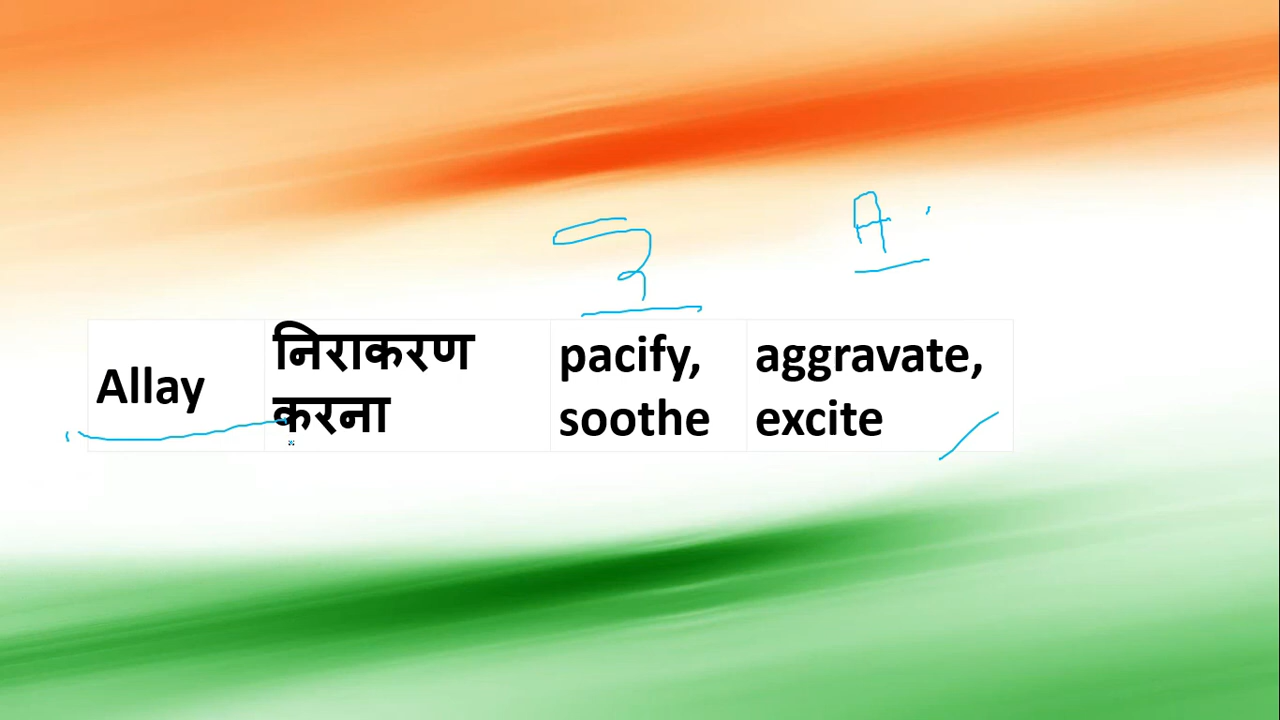 A
Allay
निराकरण
करना
pacify,
soothe
aggravate,
excite